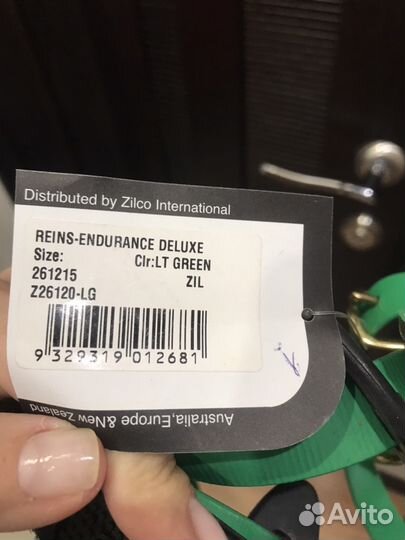 Distributed by Zilco International
REINS-ENDURANCE DELUXE
Size: Clr:LT GREEN
261215 ZIL
Z26120-LG
9 329319 012681
Australia, Europe & New Zealand
Avito